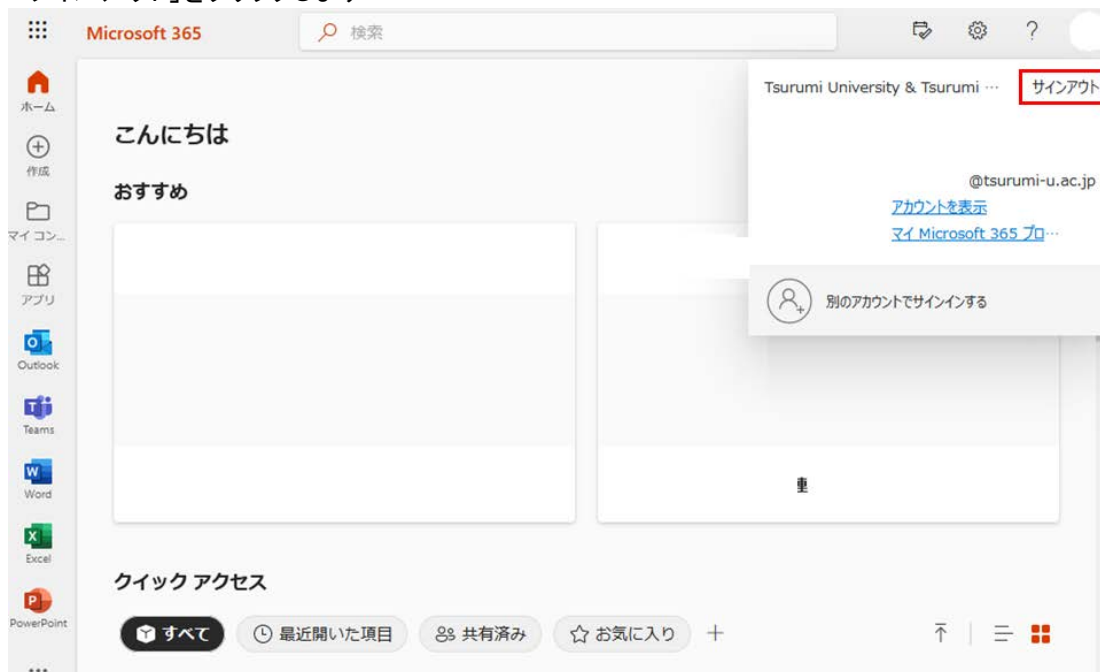 Microsoft 365
検索
Tsurumi University & Tsurumi …
サインアウト
ホーム
こんにちは
作成
@tsurumi-u.ac.jp
おすすめ
アカウントを表示
マイ コン...
マイ Microsoft 365 プロ…
アプリ
別のアカウントでサインインする
Outlook
Teams
Word
Excel
クイック アクセス
PowerPoint
すべて
最近開いた項目
共有済み
お気に入り